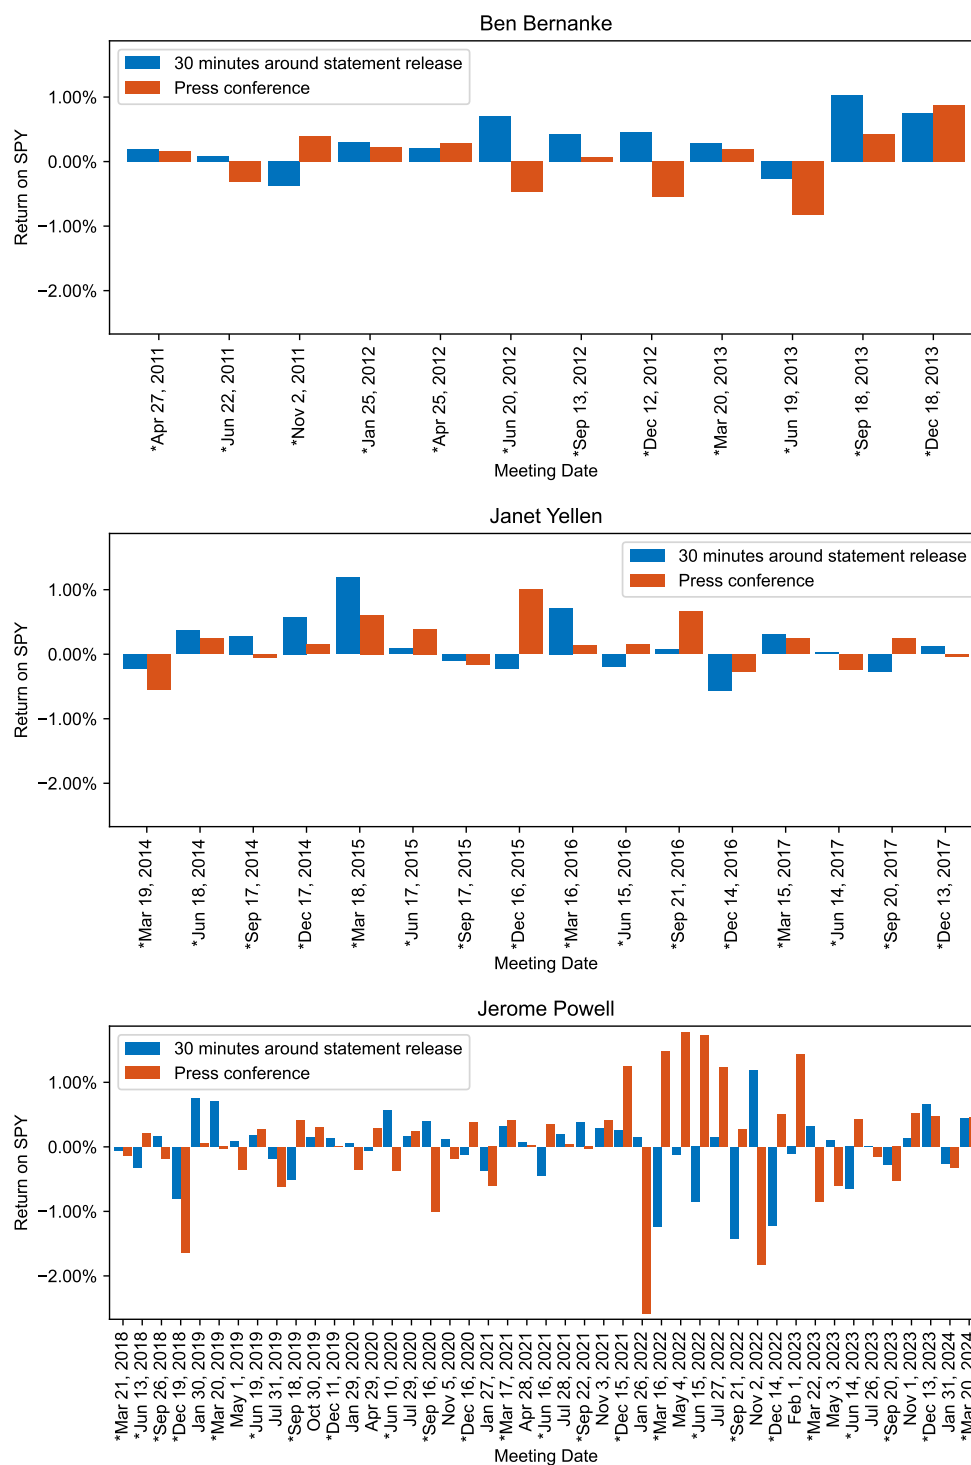 Ben Bernanke
30 minutes around statement release
Press conference
1.00%
0.00%
−1.00%
−2.00%
Return on SPY
*Apr 27, 2011
*Jun 22, 2011
*Nov 2, 2011
*Jan 25, 2012
*Apr 25, 2012
*Jun 20, 2012
*Sep 13, 2012
*Dec 12, 2012
*Mar 20, 2013
*Jun 19, 2013
*Sep 18, 2013
*Dec 18, 2013
Meeting Date
Janet Yellen
30 minutes around statement release
Press conference
1.00%
0.00%
−1.00%
−2.00%
Return on SPY
*Mar 19, 2014
*Jun 18, 2014
*Sep 17, 2014
*Dec 17, 2014
*Mar 18, 2015
*Jun 17, 2015
*Sep 17, 2015
*Dec 16, 2015
*Mar 16, 2016
*Jun 15, 2016
*Sep 21, 2016
*Dec 14, 2016
*Mar 15, 2017
*Jun 14, 2017
*Sep 20, 2017
*Dec 13, 2017
Meeting Date
Jerome Powell
30 minutes around statement release
Press conference
1.00%
0.00%
−1.00%
−2.00%
Return on SPY
*Mar 21, 2018
*Jun 13, 2018
*Sep 26, 2018
*Dec 19, 2018
Jan 30, 2019
*Mar 20, 2019
May 1, 2019
*Jun 19, 2019
Jul 31, 2019
*Sep 18, 2019
Oct 30, 2019
*Dec 11, 2019
Jan 29, 2020
Apr 29, 2020
*Jun 10, 2020
Jul 29, 2020
*Sep 16, 2020
Nov 5, 2020
*Dec 16, 2020
Jan 27, 2021
*Mar 17, 2021
Apr 28, 2021
*Jun 16, 2021
Jul 28, 2021
*Sep 22, 2021
Nov 3, 2021
*Dec 15, 2021
Jan 26, 2022
*Mar 16, 2022
May 4, 2022
*Jun 15, 2022
Jul 27, 2022
*Sep 21, 2022
Nov 2, 2022
*Dec 14, 2022
Feb 1, 2023
*Mar 22, 2023
May 3, 2023
*Jun 14, 2023
Jul 26, 2023
*Sep 20, 2023
Nov 1, 2023
*Dec 13, 2023
Jan 31, 2024
*Mar 20, 2024
Meeting Date